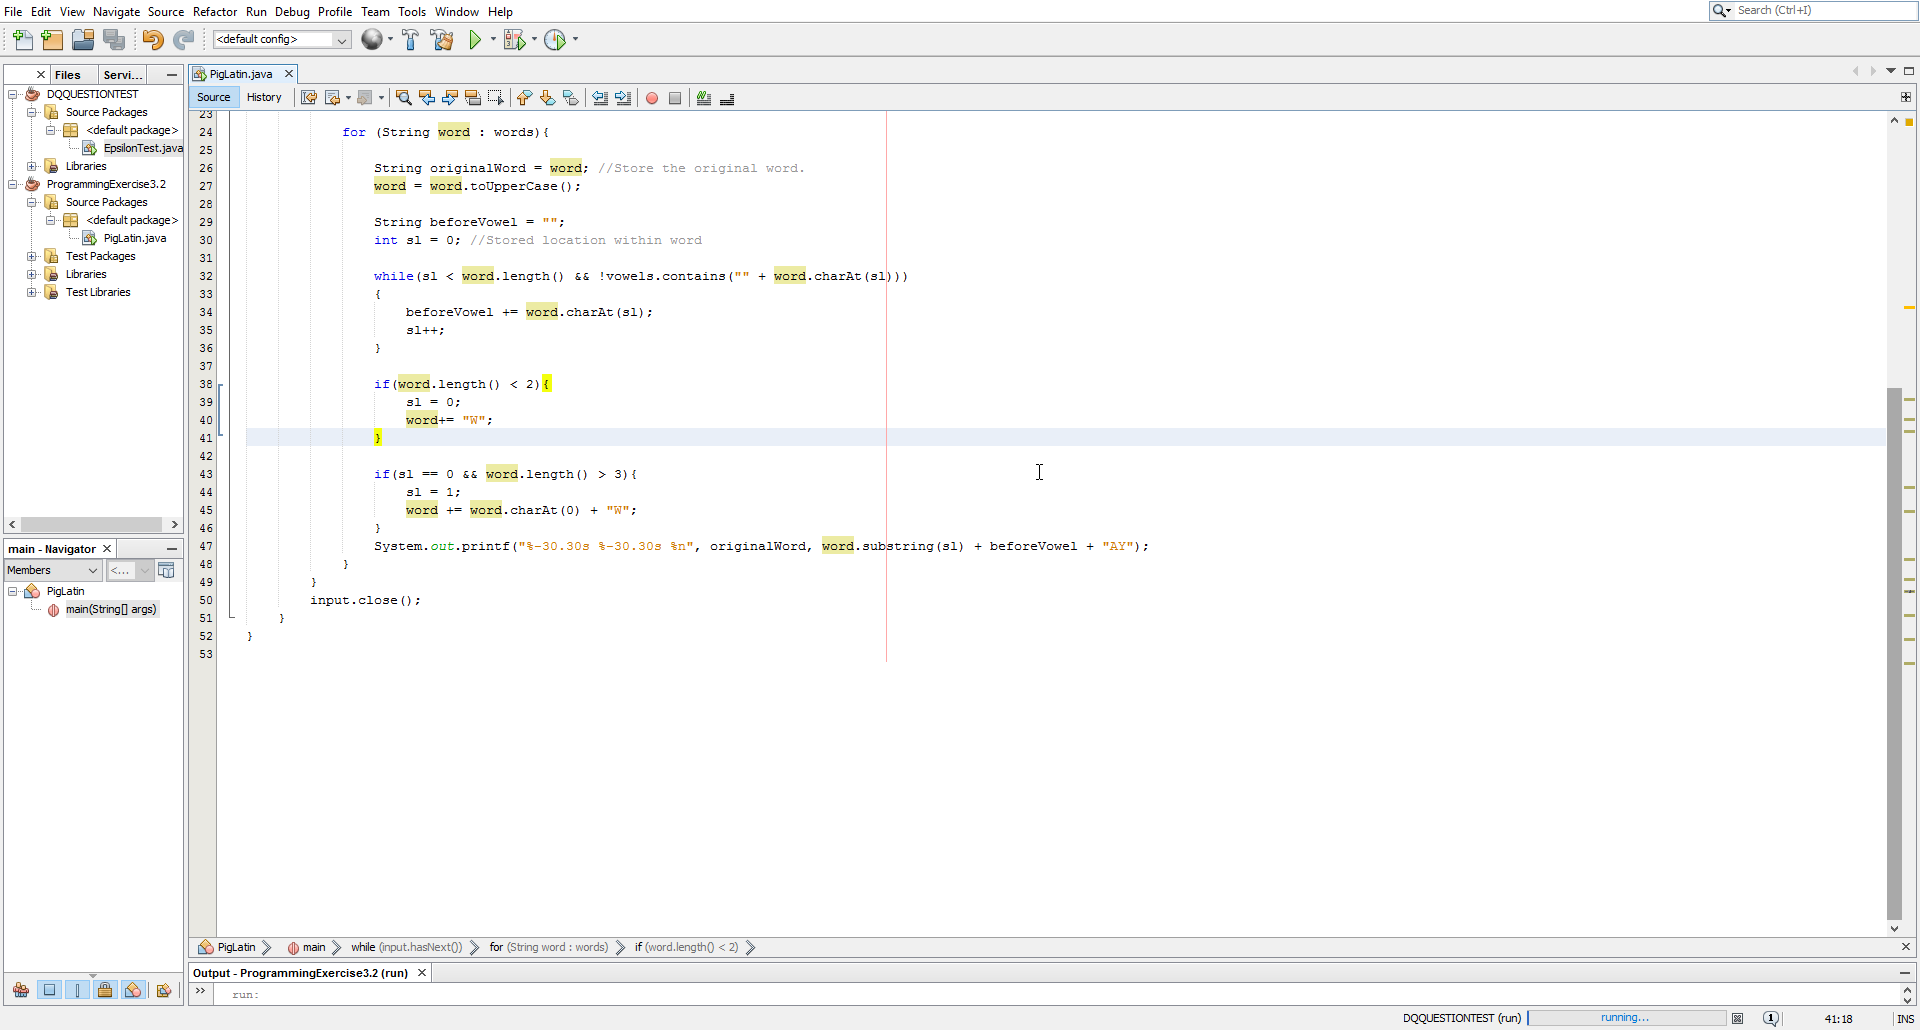 File Edit View Navigate Source Refactor Run Debug Profile Team Tools Window Help
Search (Ctrl+I)
<default config>
Files Servi...
DQQUESTIONTEST
Source Packages
<default package>
EpsilonTest.java
Libraries
ProgrammingExercise3.2
Source Packages
<default package>
PigLatin.java
Test Packages
Libraries
Test Libraries
main - Navigator
Members <...
PigLatin
main(String[] args)
PigLatin.java
Source History
23
24 for (String word : words){
25
26 String originalWord = word; //Store the original word.
27 word = word.toUpperCase();
28
29 String beforeVowel = "";
30 int sl = 0; //Stored location within word
31
32 while(sl < word.length() && !vowels.contains("" + word.charAt(sl)))
33 {
34 beforeVowel += word.charAt(sl);
35 sl++;
36 }
37
38 if(word.length() < 2){
39 sl = 0;
40 word+= "W";
41 }
42
43 if(sl == 0 && word.length() > 3){
44 sl = 1;
45 word += word.charAt(0) + "W";
46 }
47 System.out.printf("%-30.30s %-30.30s %n", originalWord, word.substring(sl) + beforeVowel + "AY");
48 }
49 }
50 input.close();
51 }
52 }
53
PigLatin main while (input.hasNext()) for (String word : words) if (word.length() < 2)
Output - ProgrammingExercise3.2 (run)
run:
DQQUESTIONTEST (run) running... 1 41:18 INS